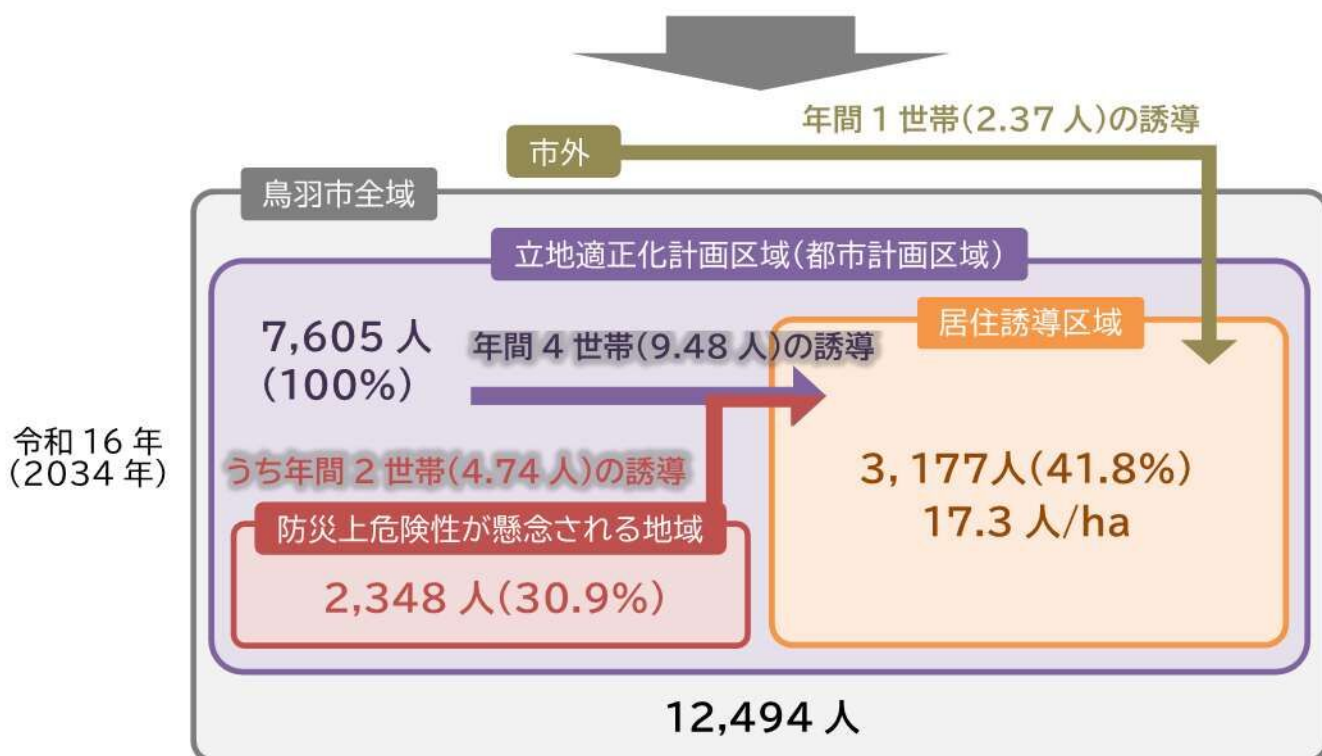 年間 1 世帯(2.37 人)の誘導
市外
鳥羽市全域
立地適正化計画区域(都市計画区域)
居住誘導区域
7,605 人
(100%)
年間 4 世帯(9.48 人)の誘導
令和 16 年
(2034 年)
うち年間 2 世帯(4.74 人)の誘導
3, 177人(41.8%)
17.3 人/ha
防災上危険性が懸念される地域
2,348 人(30.9%)
12,494 人